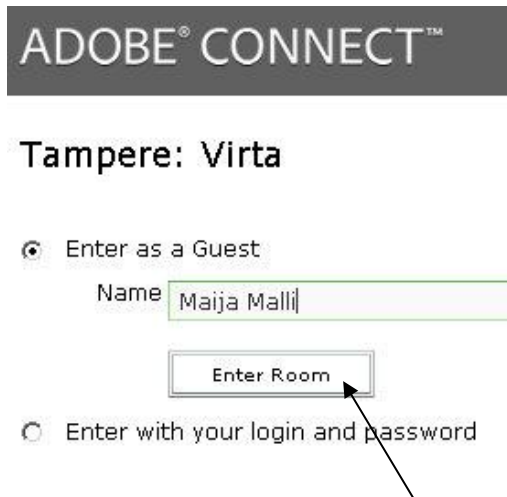 ADOBE® CONNECT™
Tampere: Virta
Enter as a Guest
Name Maija Malli
Enter Room
Enter with your login and password